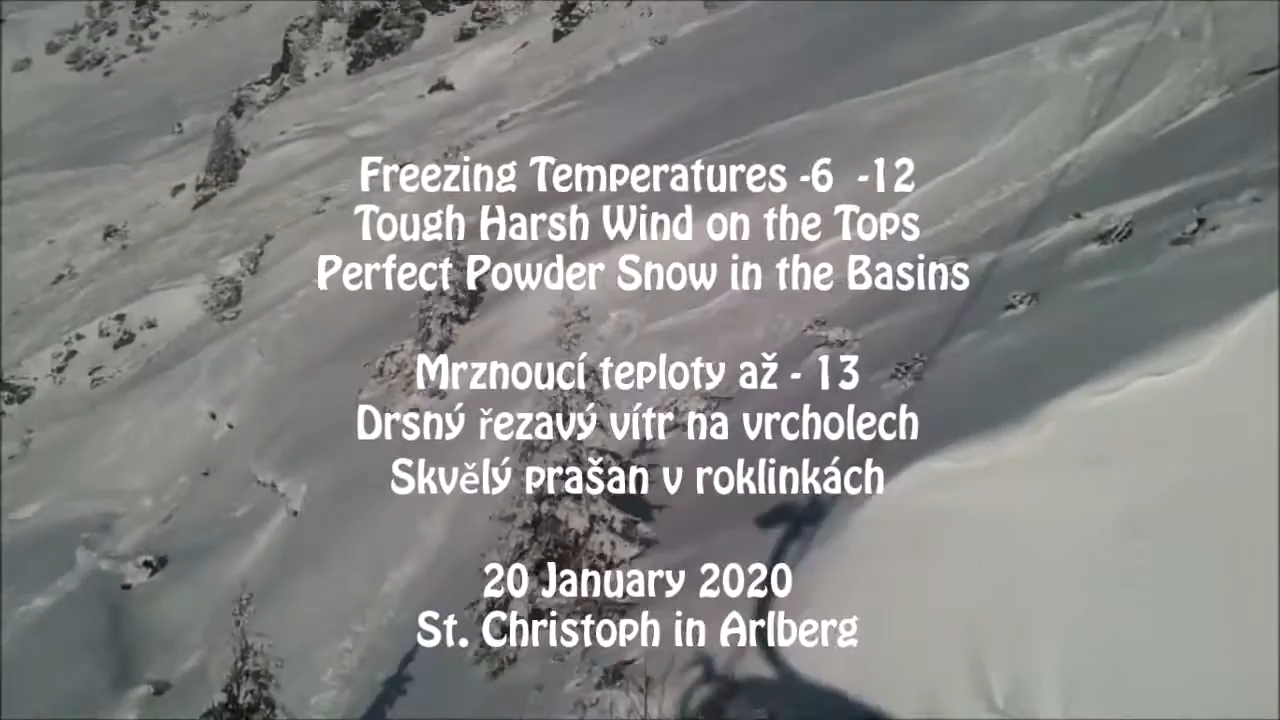 Freezing Temperatures -6  -12
Tough Harsh Wind on the Tops
Perfect Powder Snow in the Basins
Mrznoucí teploty až - 13
Drsný řezavý vítr na vrcholech
Skvělý prašan v roklinkách
20 January 2020
St. Christoph in Arlberg